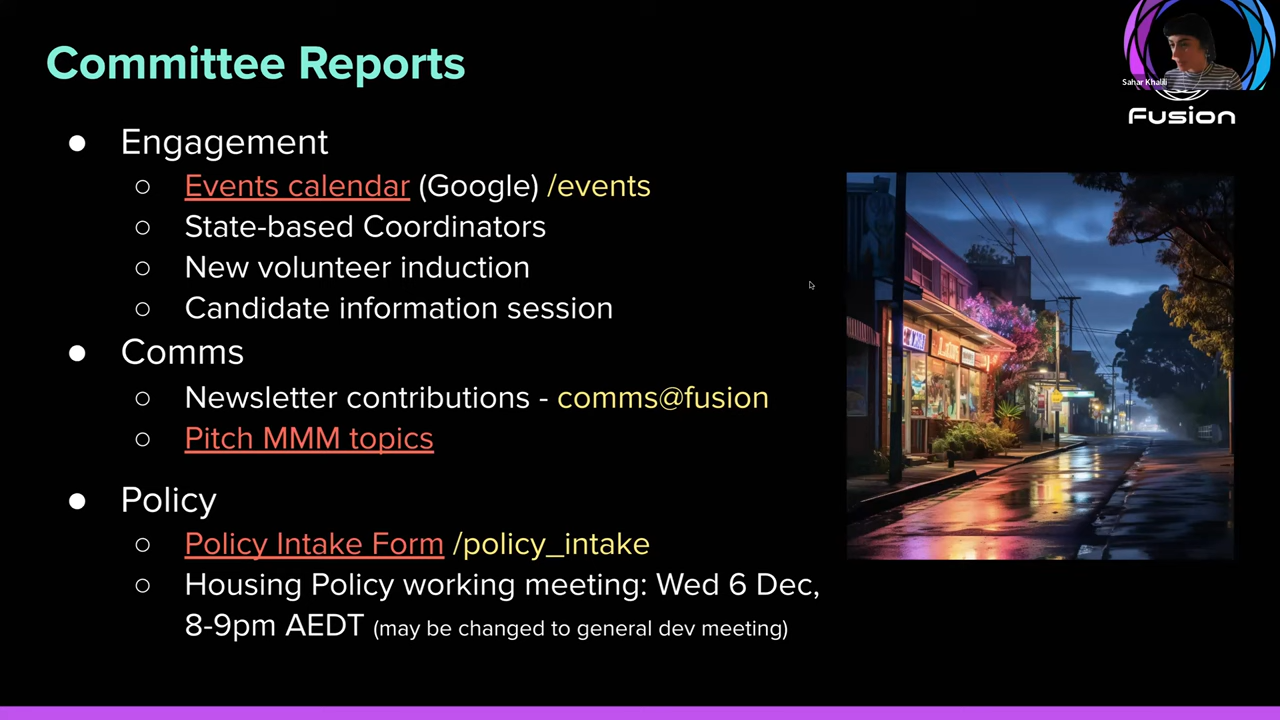 Committee Reports
Sahar Khalili
Fusion
● Engagement
○ Events calendar (Google) /events
○ State-based Coordinators
○ New volunteer induction
○ Candidate information session
● Comms
○ Newsletter contributions - comms@fusion
○ Pitch MMM topics
● Policy
○ Policy Intake Form /policy_intake
○ Housing Policy working meeting: Wed 6 Dec,
8-9pm AEDT (may be changed to general dev meeting)